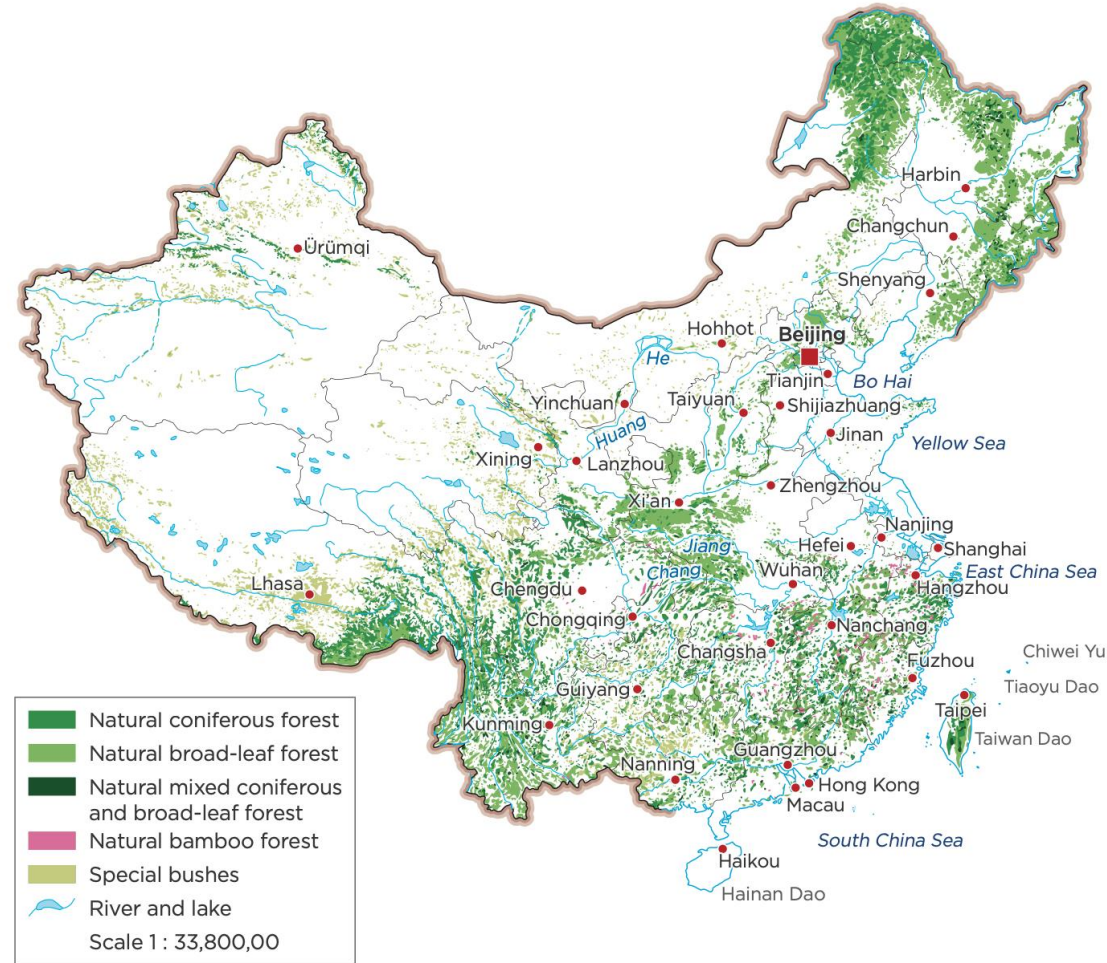 Harbin
Changchun
Ürümqi
Shenyang
Hohhot
Beijing
He
Tianjin
Bo Hai
Yinchuan
Taiyuan
Shijiazhuang
Huang
Jinan
Yellow Sea
Xining
Lanzhou
Zhengzhou
Xi'an
Nanjing
Jiang
Hefei
Shanghai
Chang
Wuhan
East China Sea
Lhasa
Chengdu
Hangzhou
Chongqing
Nanchang
Changsha
Chiwei Yu
Fuzhou
Guiyang
Tiaoyu Dao
Taipei
Kunming
Taiwan Dao
Guangzhou
Nanning
Hong Kong
Macau
South China Sea
Haikou
Hainan Dao
Natural coniferous forest
Natural broad-leaf forest
Natural mixed coniferous
and broad-leaf forest
Natural bamboo forest
Special bushes
River and lake
Scale 1 : 33,800,00